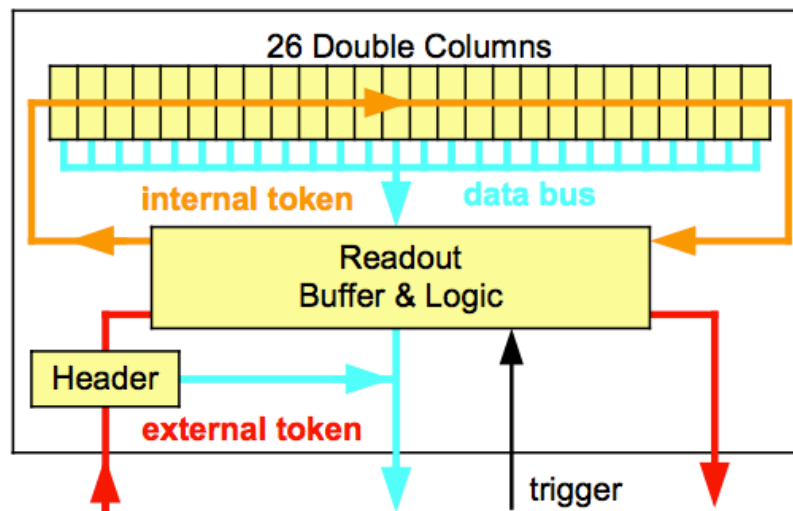 26 Double Columns
internal token
data bus
Readout
Buffer & Logic
Header
external token
trigger